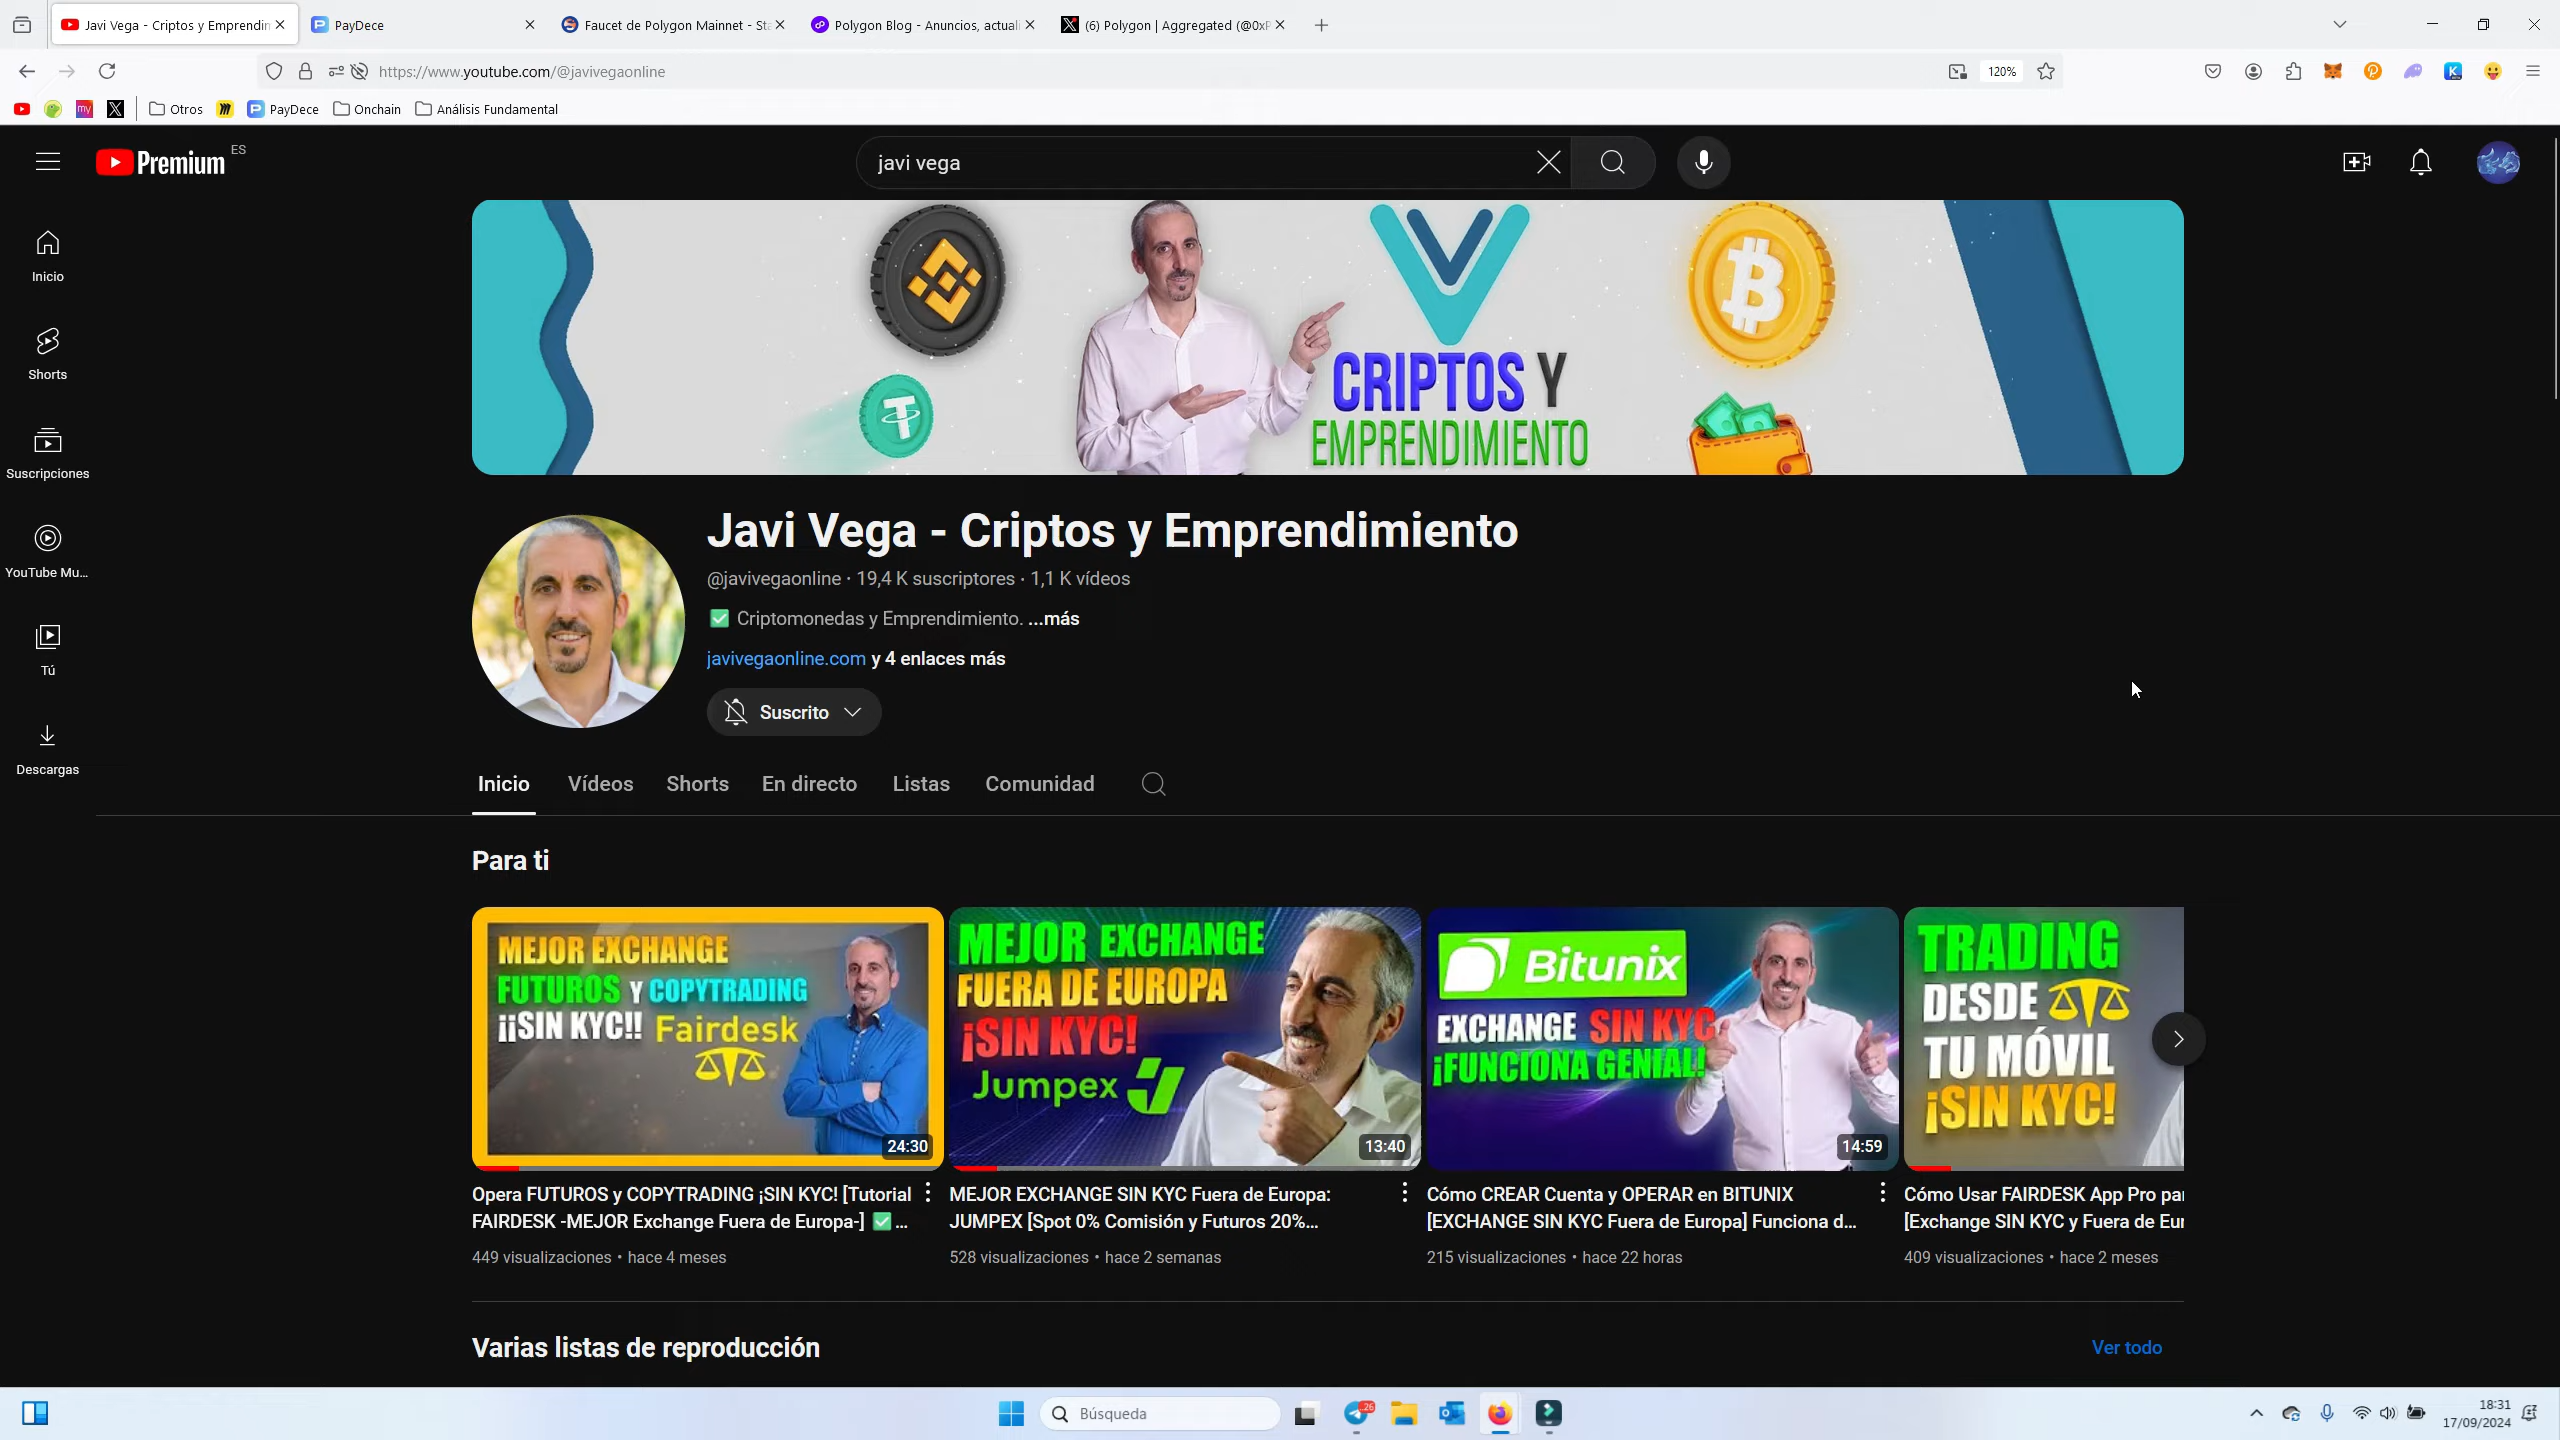 Javi Vega - Criptos y Emprendin
PayDece
Faucet de Polygon Mainnet - Sta
Polygon Blog - Anuncios, actuali
(6) Polygon | Aggregated (@0xP
https://www.youtube.com/@javivegaonline
120%
Otros
PayDece
Onchain
Análisis Fundamental
Premium
ES
javi vega
Inicio
Shorts
Suscripciones
YouTube Mu...
Tú
Descargas
CRIPTOS Y
EMPRENDIMIENTO
Javi Vega - Criptos y Emprendimiento
@javivegaonline · 19,4 K suscriptores · 1,1 K vídeos
✅ Criptomonedas y Emprendimiento. ...más
javivegaonline.com y 4 enlaces más
Suscrito
Inicio
Vídeos
Shorts
En directo
Listas
Comunidad
Para ti
MEJOR EXCHANGE
FUTUROS Y COPYTRADING
¡¡SIN KYC!! Fairdesk
24:30
Opera FUTUROS y COPYTRADING ¡SIN KYC! [Tutorial
FAIRDESK -MEJOR Exchange Fuera de Europa-] ✅ ...
449 visualizaciones • hace 4 meses
MEJOR EXCHANGE
FUERA DE EUROPA
¡SIN KYC!
Jumpex
13:40
MEJOR EXCHANGE SIN KYC Fuera de Europa:
JUMPEX [Spot 0% Comisión y Futuros 20%...
528 visualizaciones • hace 2 semanas
Bitunix
EXCHANGE SIN KYC
¡FUNCIONA GENIAL!
14:59
Cómo CREAR Cuenta y OPERAR en BITUNIX
[EXCHANGE SIN KYC Fuera de Europa] Funciona d...
215 visualizaciones • hace 22 horas
TRADING
DESDE
TU MÓVIL
¡SIN KYC!
Cómo Usar FAIRDESK App Pro pa
[Exchange SIN KYC y Fuera de Eur
409 visualizaciones • hace 2 meses
Varias listas de reproducción
Ver todo
Búsqueda
26
18:31
17/09/2024